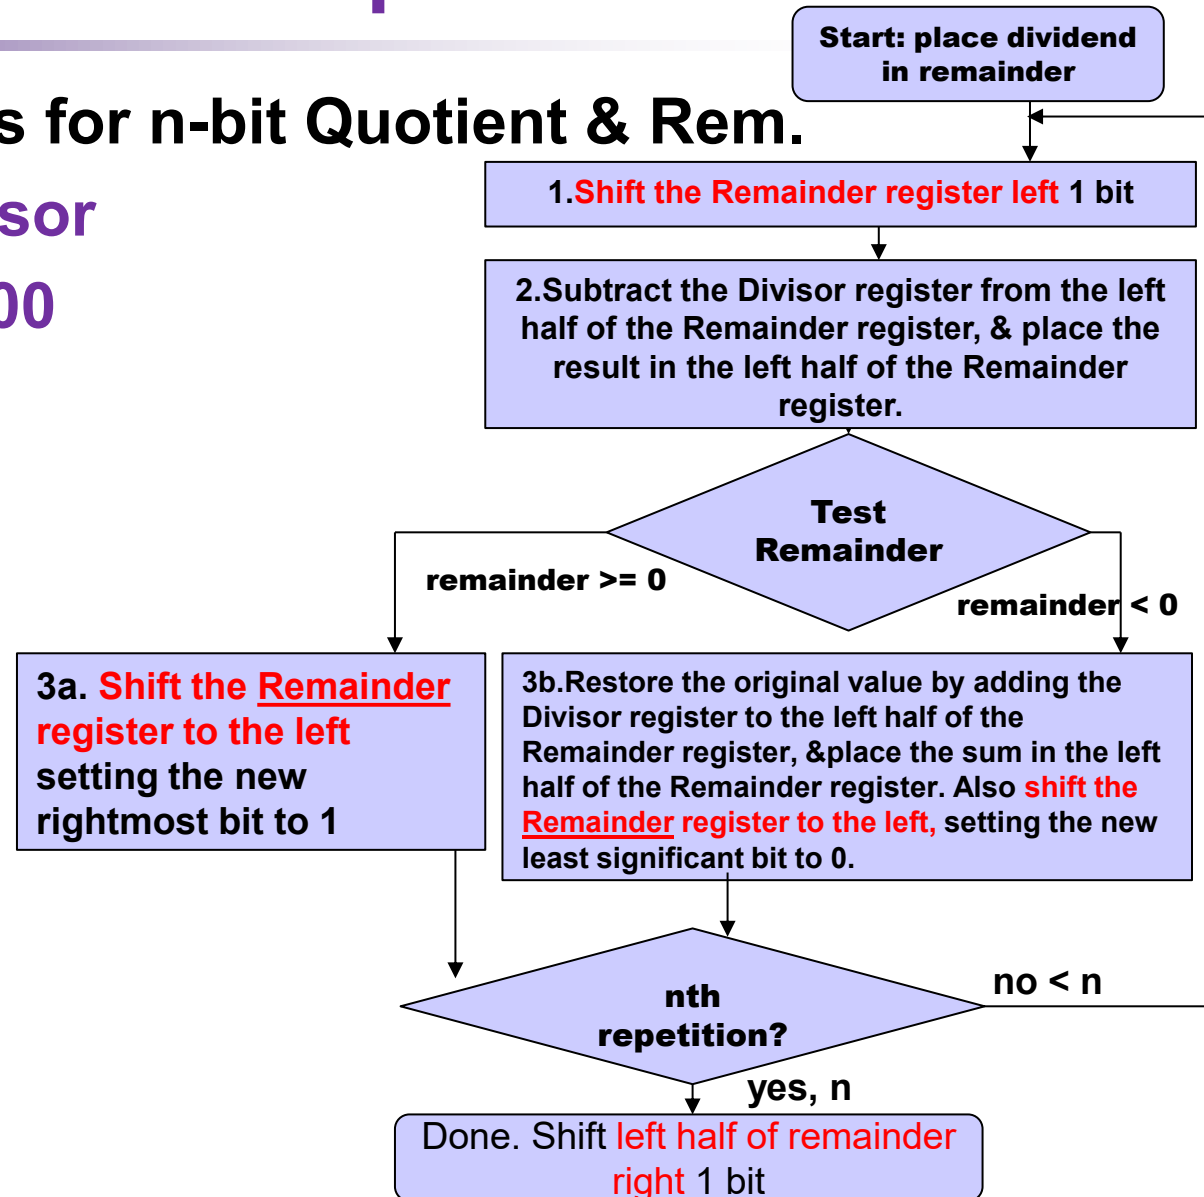 Start: place dividend
in remainder
s for n-bit Quotient & Rem.
sor
00
1.Shift the Remainder register left 1 bit
2.Subtract the Divisor register from the left
half of the Remainder register, & place the
result in the left half of the Remainder
register.
Test
Remainder
remainder >= 0
remainder < 0
3a. Shift the Remainder
register to the left
setting the new
rightmost bit to 1
3b.Restore the original value by adding the
Divisor register to the left half of the
Remainder register, &place the sum in the left
half of the Remainder register. Also shift the
Remainder register to the left, setting the new
least significant bit to 0.
nth
repetition?
no < n
yes, n
Done. Shift left half of remainder
right 1 bit